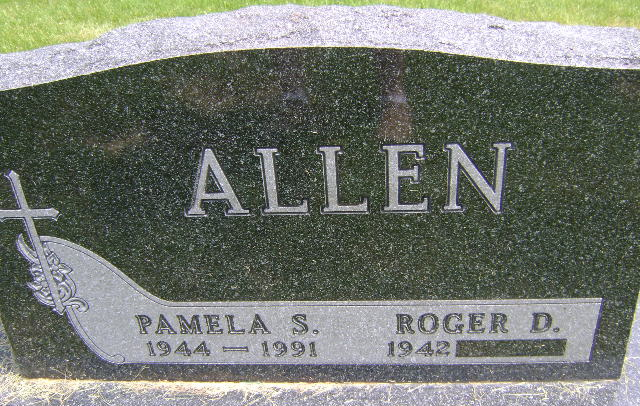 ALLEN
PAMELA S. ROGER D.
1944 — 1991 1942